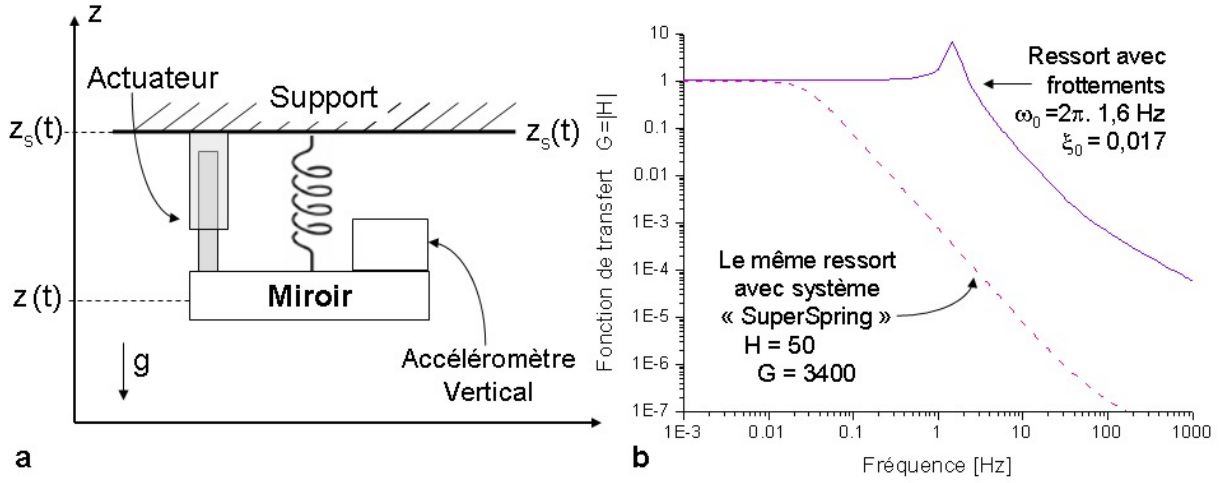 z
Actuateur
Support
zₛ(t)
zₛ(t)
Miroir
z (t)
g
Accéléromètre
Vertical
a
Fonction de transfert G=|H|
10
1
0.1
0.01
1E-3
1E-4
1E-5
1E-6
1E-7
Ressort avec
frottements
ω₀ =2π. 1,6 Hz
ξ₀ = 0,017
Le même ressort
avec système
« SuperSpring »
H = 50
G = 3400
1E-3
0.01
0.1
1
10
100
1000
Fréquence [Hz]
b